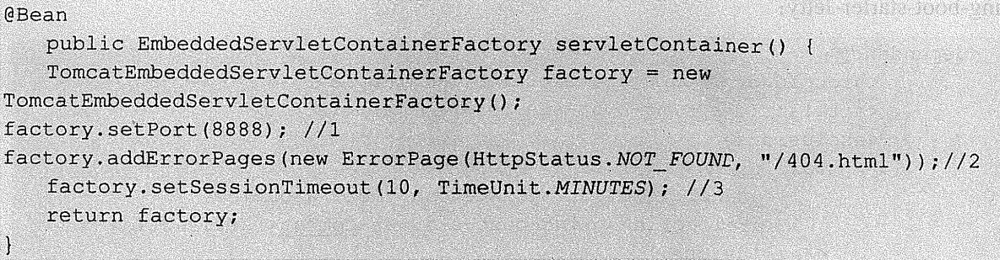 @Bean
public EmbeddedServletContainerFactory servletContainer() {
TomcatEmbeddedServletContainerFactory factory = new
TomcatEmbeddedServletContainerFactory();
factory.setPort(8888); //1
factory.addErrorPages(new ErrorPage(HttpStatus.NOT_FOUND, "/404.html"));//2
factory.setSessionTimeout(10, TimeUnit.MINUTES); //3
return factory;
}